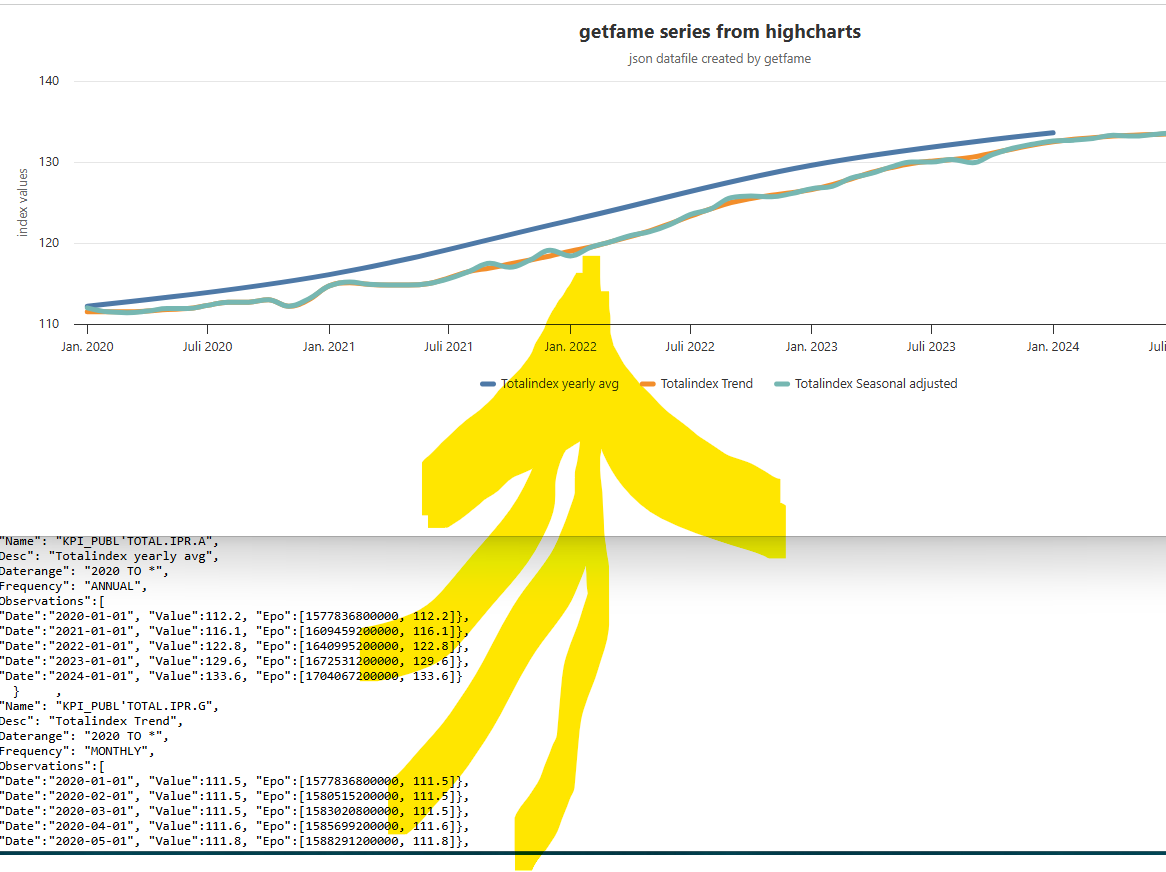 getfame series from highcharts
json datafile created by getfame
140
130
120
110
index values
Jan. 2020 Juli 2020 Jan. 2021 Juli 2021 Jan. 2022 Juli 2022 Jan. 2023 Juli 2023 Jan. 2024 Juli
Totalindex yearly avg Totalindex Trend Totalindex Seasonal adjusted
"Name": "KPI_PUBL'TOTAL.IPR.A",
Desc": "Totalindex yearly avg",
Daterange": "2020 TO *",
Frequency": "ANNUAL",
Observations":[
"Date":"2020-01-01", "Value":112.2, "Epo":[1577836800000, 112.2]},
"Date":"2021-01-01", "Value":116.1, "Epo":[1609459200000, 116.1]},
"Date":"2022-01-01", "Value":122.8, "Epo":[1640995200000, 122.8]},
"Date":"2023-01-01", "Value":129.6, "Epo":[1672531200000, 129.6]},
"Date":"2024-01-01", "Value":133.6, "Epo":[1704067200000, 133.6]}
} ,
"Name": "KPI_PUBL'TOTAL.IPR.G",
Desc": "Totalindex Trend",
Daterange": "2020 TO *",
Frequency": "MONTHLY",
Observations":[
"Date":"2020-01-01", "Value":111.5, "Epo":[1577836800000, 111.5]},
"Date":"2020-02-01", "Value":111.5, "Epo":[1580515200000, 111.5]},
"Date":"2020-03-01", "Value":111.5, "Epo":[1583020800000, 111.5]},
"Date":"2020-04-01", "Value":111.6, "Epo":[1585699200000, 111.6]},
"Date":"2020-05-01", "Value":111.8, "Epo":[1588291200000, 111.8]},